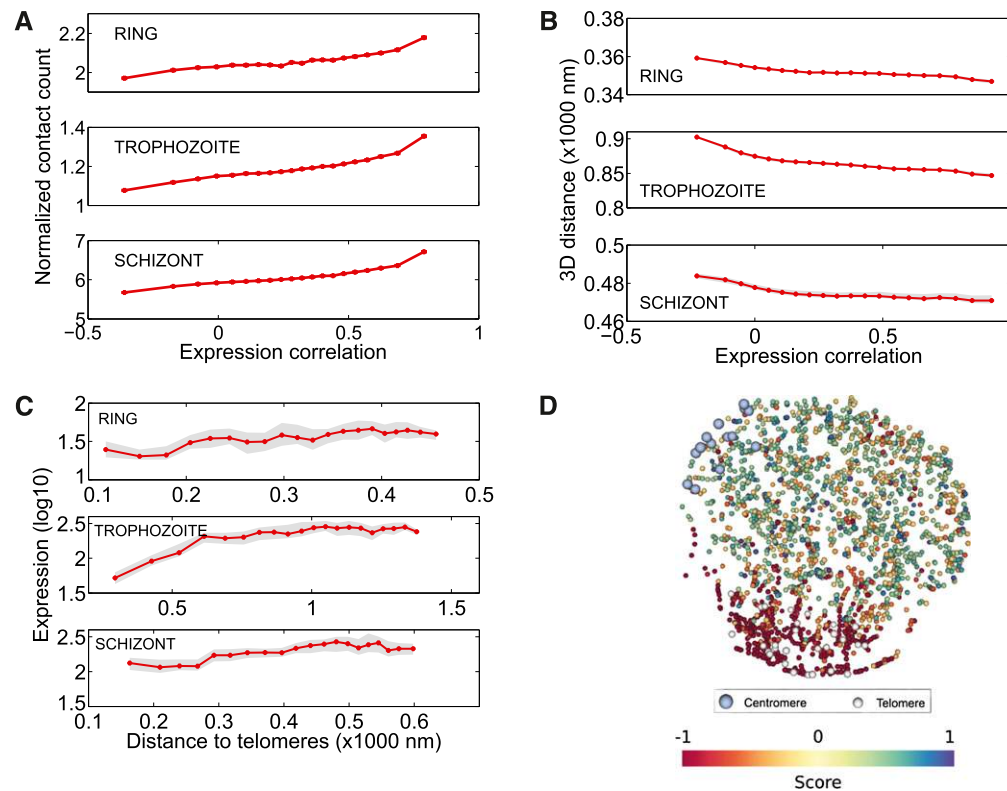 A
Normalized contact count
2.2
2
RING
1.4
1.2
1
TROPHOZOITE
7
6
5
SCHIZONT
−0.5 0 0.5 1
Expression correlation
B
3D distance (x1000 nm)
0.38
0.36
0.34
RING
0.9
0.85
0.8
TROPHOZOITE
0.5
0.48
0.46
SCHIZONT
−0.5 0 0.5
Expression correlation
C
Expression (log10)
2
1.5
1
RING
0.1 0.2 0.3 0.4 0.5
2.5
2
1.5
TROPHOZOITE
0.5 1 1.5
2.5
2
1.5
SCHIZONT
0.1 0.2 0.3 0.4 0.5 0.6
Distance to telomeres (x1000 nm)
D
Centromere Telomere
-1 0 1
Score